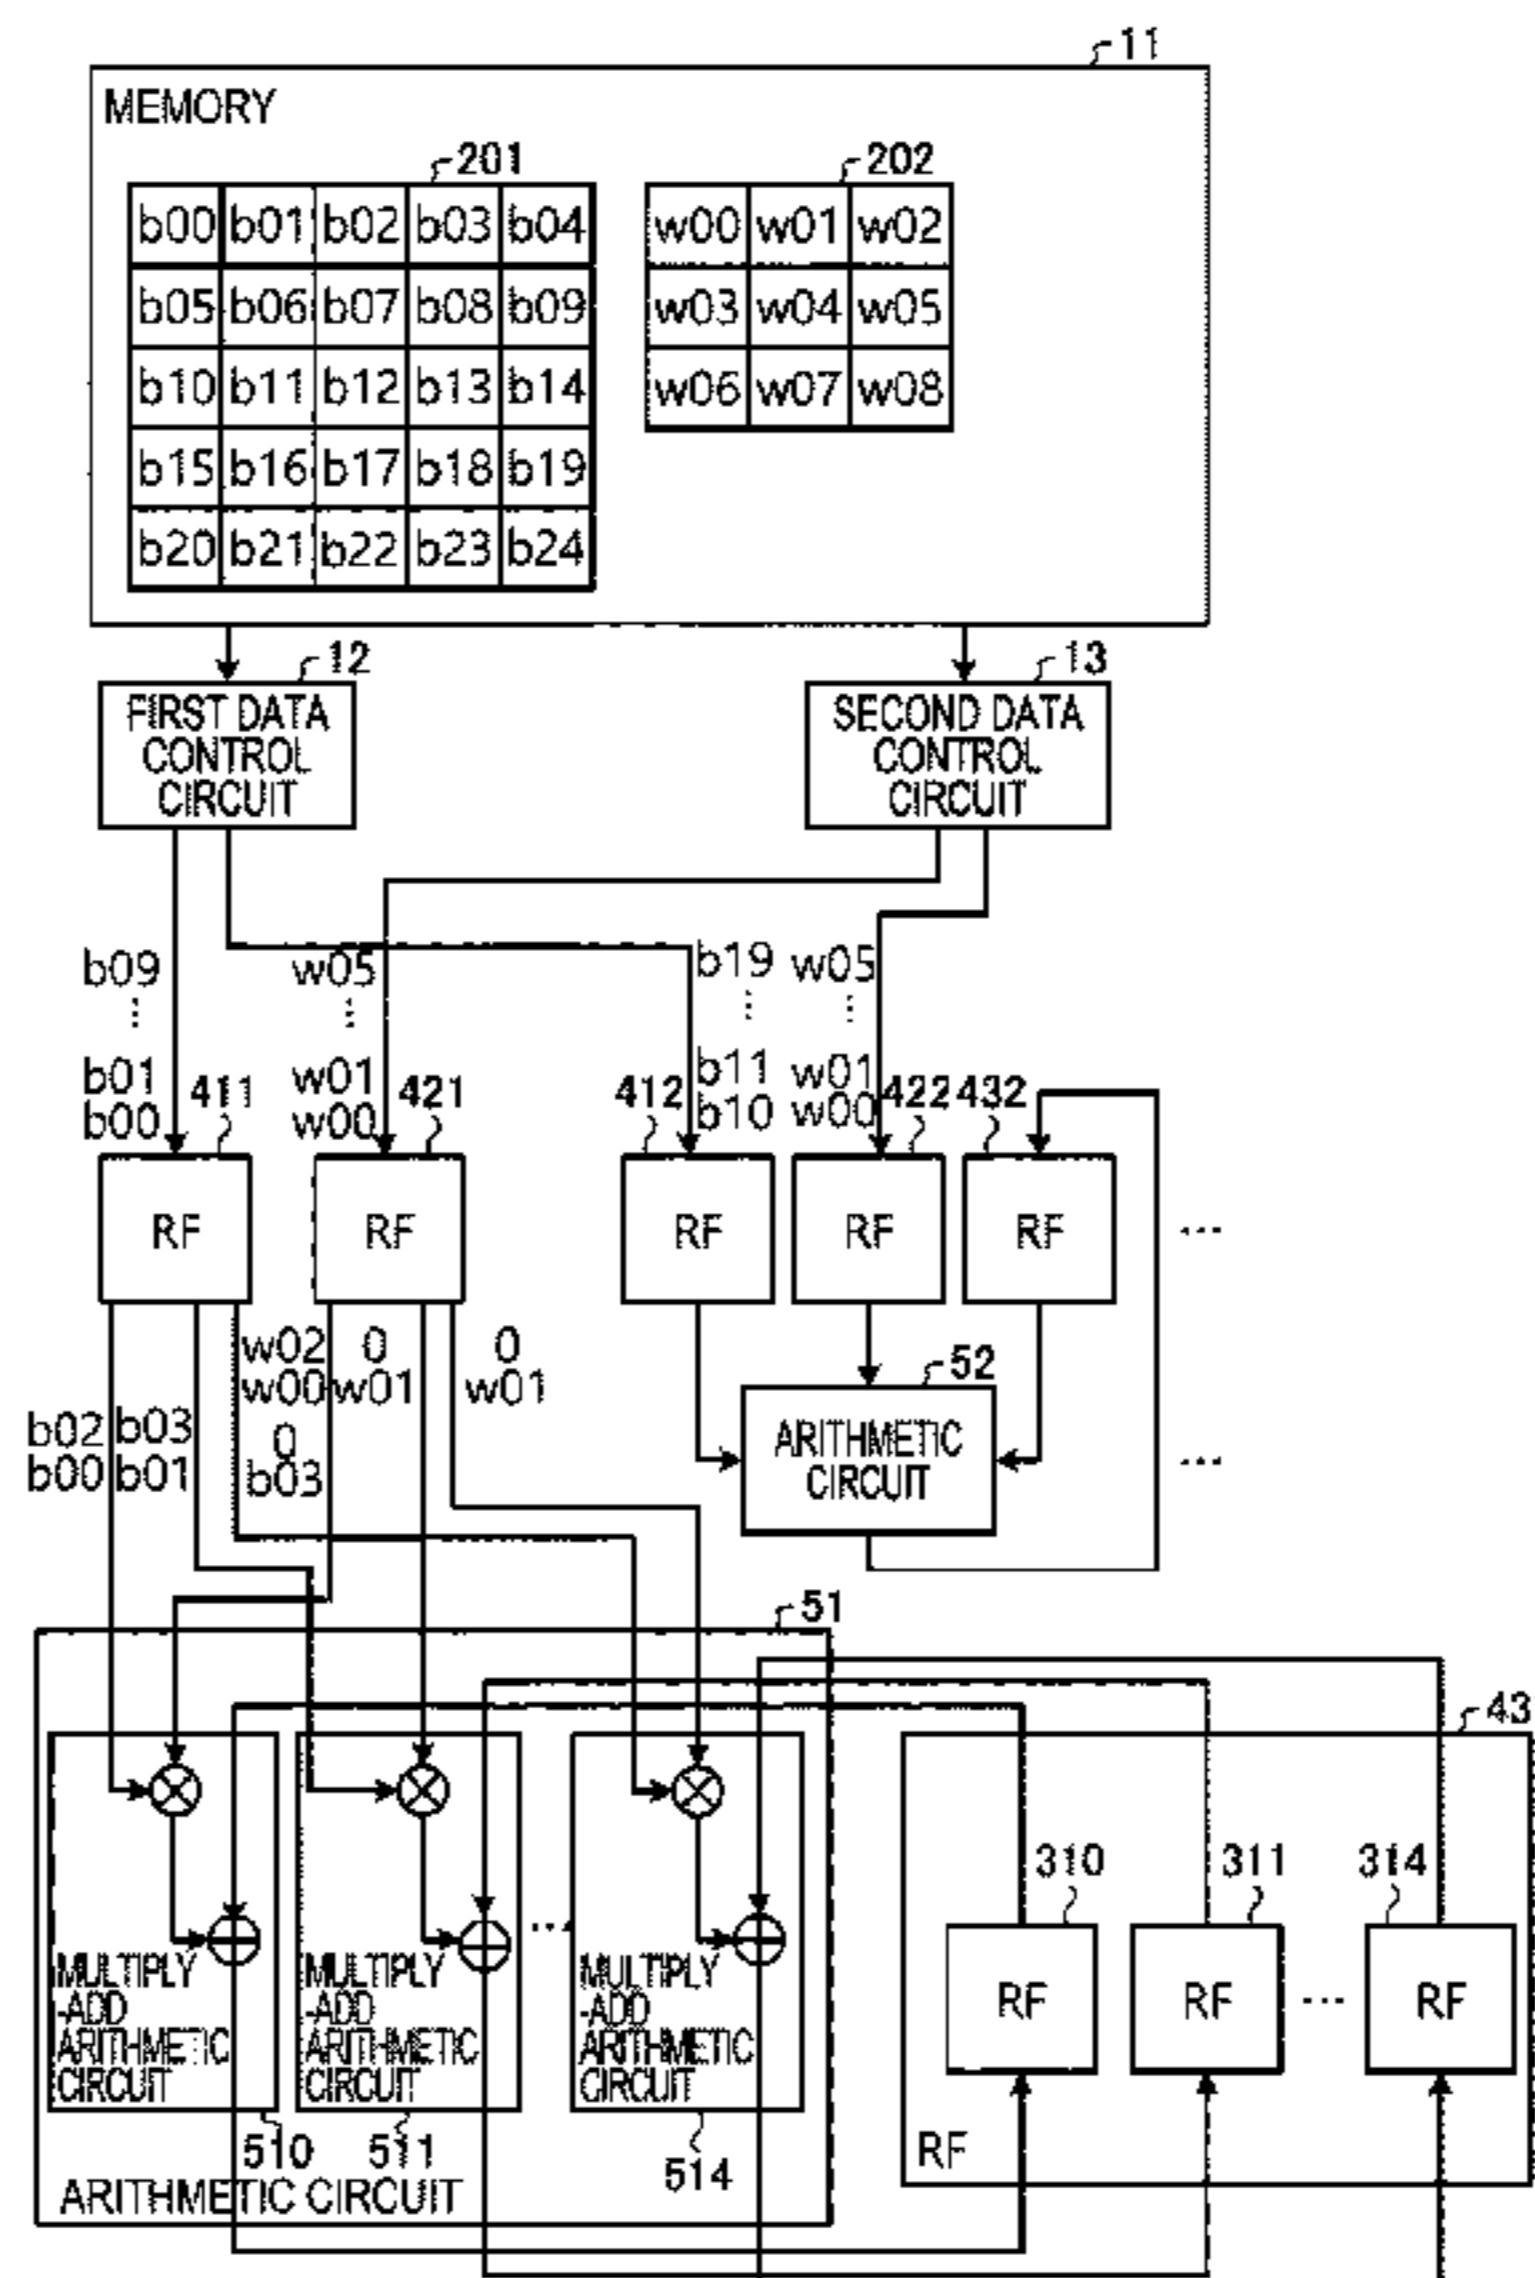 11
MEMORY
201
202
b00 b01 b02 b03 b04
w00 w01 w02
b05 b06 b07 b08 b09
w03 w04 w05
b10 b11 b12 b13 b14
w06 w07 w08
b15 b16 b17 b18 b19
b20 b21 b22 b23 b24
12
13
FIRST DATA
CONTROL
CIRCUIT
SECOND DATA
CONTROL
CIRCUIT
b09
⋮
b01
b00
411
w05
⋮
w01
w00
421
412
b19
⋮
b11
b10
w05
⋮
w01
w00
422
432
RF
RF
RF
RF
RF
...
w02
w00
0
w01
0
w01
b02
b00
b03
b01
0
b03
52
ARITHMETIC
CIRCUIT
...
51
43
310
311
314
MULTIPLY
-ADD
ARITHMETIC
CIRCUIT
MULTIPLY
-ADD
ARITHMETIC
CIRCUIT
...
MULTIPLY
-ADD
ARITHMETIC
CIRCUIT
RF
RF
...
RF
510
511
514
RF
ARITHMETIC CIRCUIT